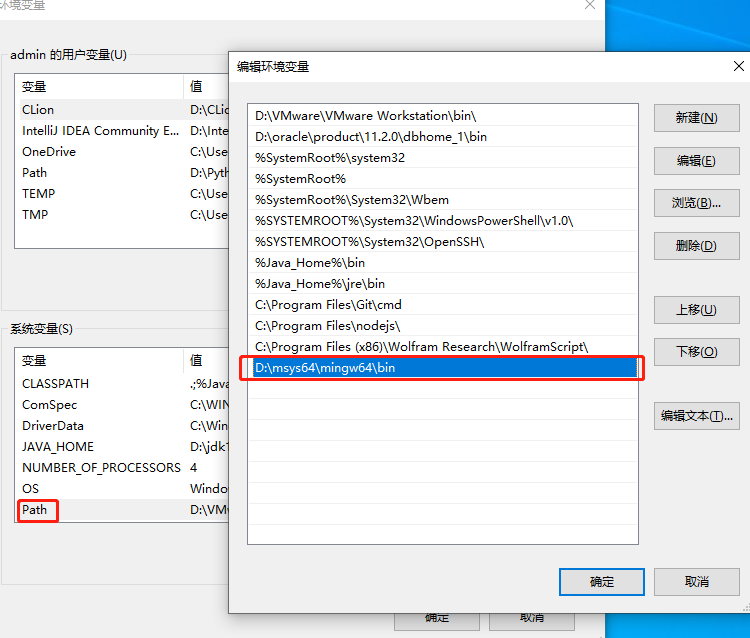 环境变量
admin 的用户变量(U)
变量 值
CLion D:\CLio
IntelliJ IDEA Community E... D:\Inte
OneDrive C:\Use
Path D:\Pyth
TEMP C:\Use
TMP C:\Use
系统变量(S)
变量 值
CLASSPATH .;%Java
ComSpec C:\WIN
DriverData C:\Win
JAVA_HOME D:\jdk1
NUMBER_OF_PROCESSORS 4
OS Windo
Path D:\VM
确定 取消
编辑环境变量
D:\VMware\VMware Workstation\bin\
D:\oracle\product\11.2.0\dbhome_1\bin
%SystemRoot%\system32
%SystemRoot%
%SystemRoot%\System32\Wbem
%SYSTEMROOT%\System32\WindowsPowerShell\v1.0\
%SYSTEMROOT%\System32\OpenSSH\
%Java_Home%\bin
%Java_Home%\jre\bin
C:\Program Files\Git\cmd
C:\Program Files\nodejs\
C:\Program Files (x86)\Wolfram Research\WolframScript\
D:\msys64\mingw64\bin
新建(N)
编辑(E)
浏览(B)...
删除(D)
上移(U)
下移(O)
编辑文本(T)...
确定 取消